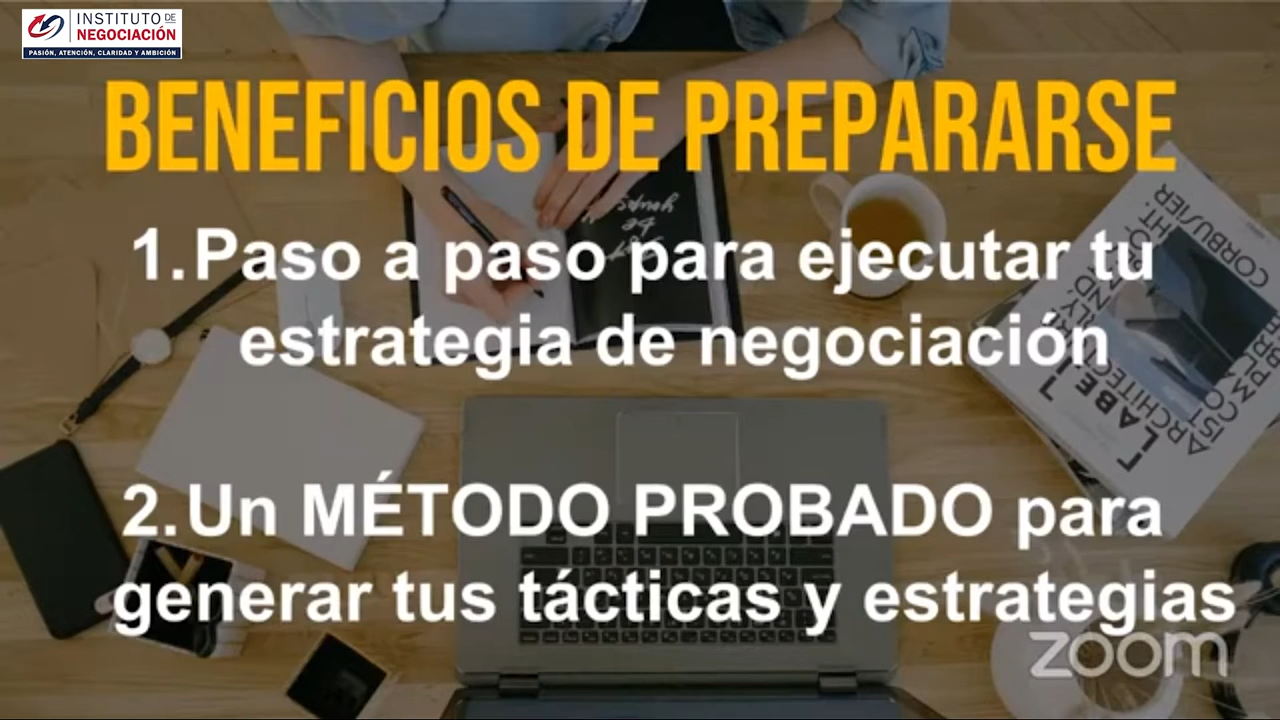 INSTITUTO DE
NEGOCIACIÓN
PASIÓN, ATENCIÓN, CLARIDAD Y AMBICIÓN
BENEFICIOS DE PREPARARSE
1. Paso a paso para ejecutar tu
estrategia de negociación
2. Un MÉTODO PROBADO para
generar tus tácticas y estrategias
zoom
CORBUSIER